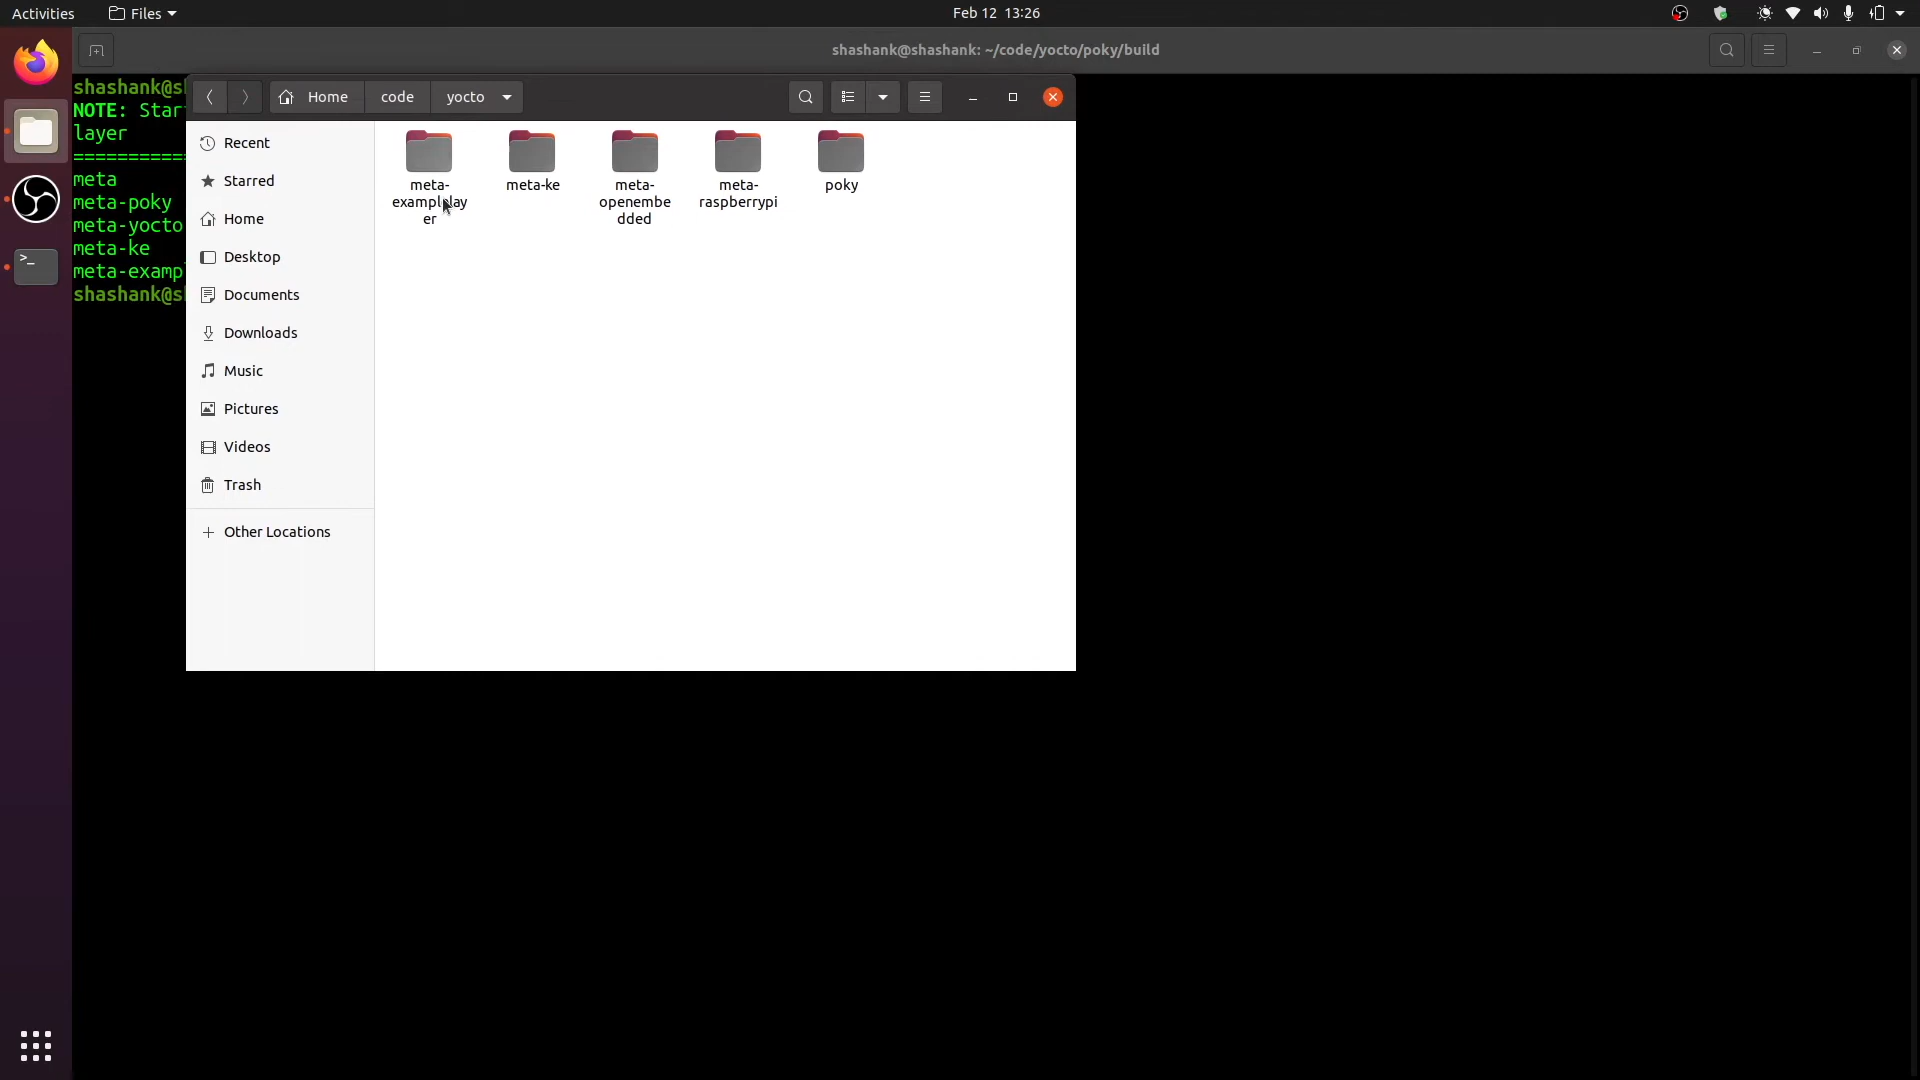 Activities
Files
Feb 12 13:26
shashank@shashank: ~/code/yocto/poky/build
shashank@s
NOTE: Star
layer
===========
meta
meta-poky
meta-yocto
meta-ke
meta-exampl
shashank@s
Home
code
yocto
Recent
Starred
Home
Desktop
Documents
Downloads
Music
Pictures
Videos
Trash
Other Locations
meta-
examplelay
er
meta-ke
meta-
openembe
dded
meta-
raspberrypi
poky